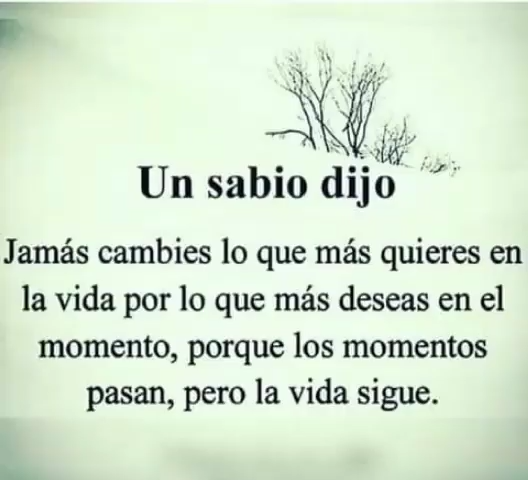 Un sabio dijo
Jamás cambies lo que más quieres en
la vida por lo que más deseas en el
momento, porque los momentos
pasan, pero la vida sigue.